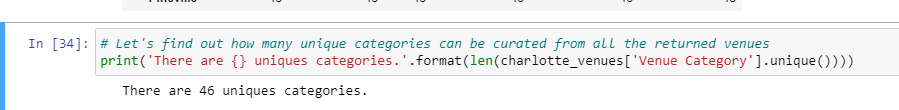 In [34]: # Let's find out how many unique categories can be curated from all the returned venues
print('There are {} uniques categories.'.format(len(charlotte_venues['Venue Category'].unique())))
There are 46 uniques categories.